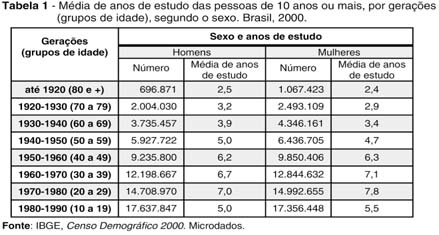 Tabela 1 - Média de anos de estudo das pessoas de 10 anos ou mais, por gerações
(grupos de idade), segundo o sexo. Brasil, 2000.
Gerações (grupos de idade) Sexo e anos de estudo
Homens Mulheres
Número Média de anos de estudo Número Média de anos de estudo
até 1920 (80 e +) 696.871 2,5 1.067.423 2,4
1920-1930 (70 a 79) 2.004.030 3,2 2.493.109 2,9
1930-1940 (60 a 69) 3.735.457 3,9 4.346.161 3,4
1940-1950 (50 a 59) 5.927.722 5,0 6.436.705 4,7
1950-1960 (40 a 49) 9.235.800 6,2 9.850.406 6,3
1960-1970 (30 a 39) 12.198.667 6,7 12.844.632 7,1
1970-1980 (20 a 29) 14.708.970 7,0 14.992.655 7,8
1980-1990 (10 a 19) 17.637.847 5,0 17.356.448 5,5
Fonte: IBGE, Censo Demográfico 2000. Microdados.